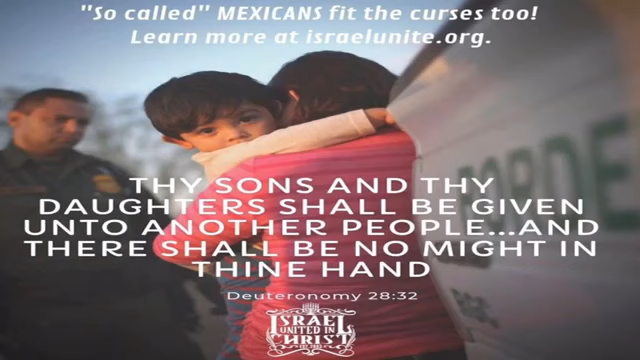 "So called" MEXICANS fit the curses too!
Learn more at israelunite.org.
THY SONS AND THY
DAUGHTERS SHALL BE GIVEN
UNTO ANOTHER PEOPLE...AND
THERE SHALL BE NO MIGHT IN
THINE HAND
Deuteronomy 28:32
ISRAEL
UNITED IN
CHRIST